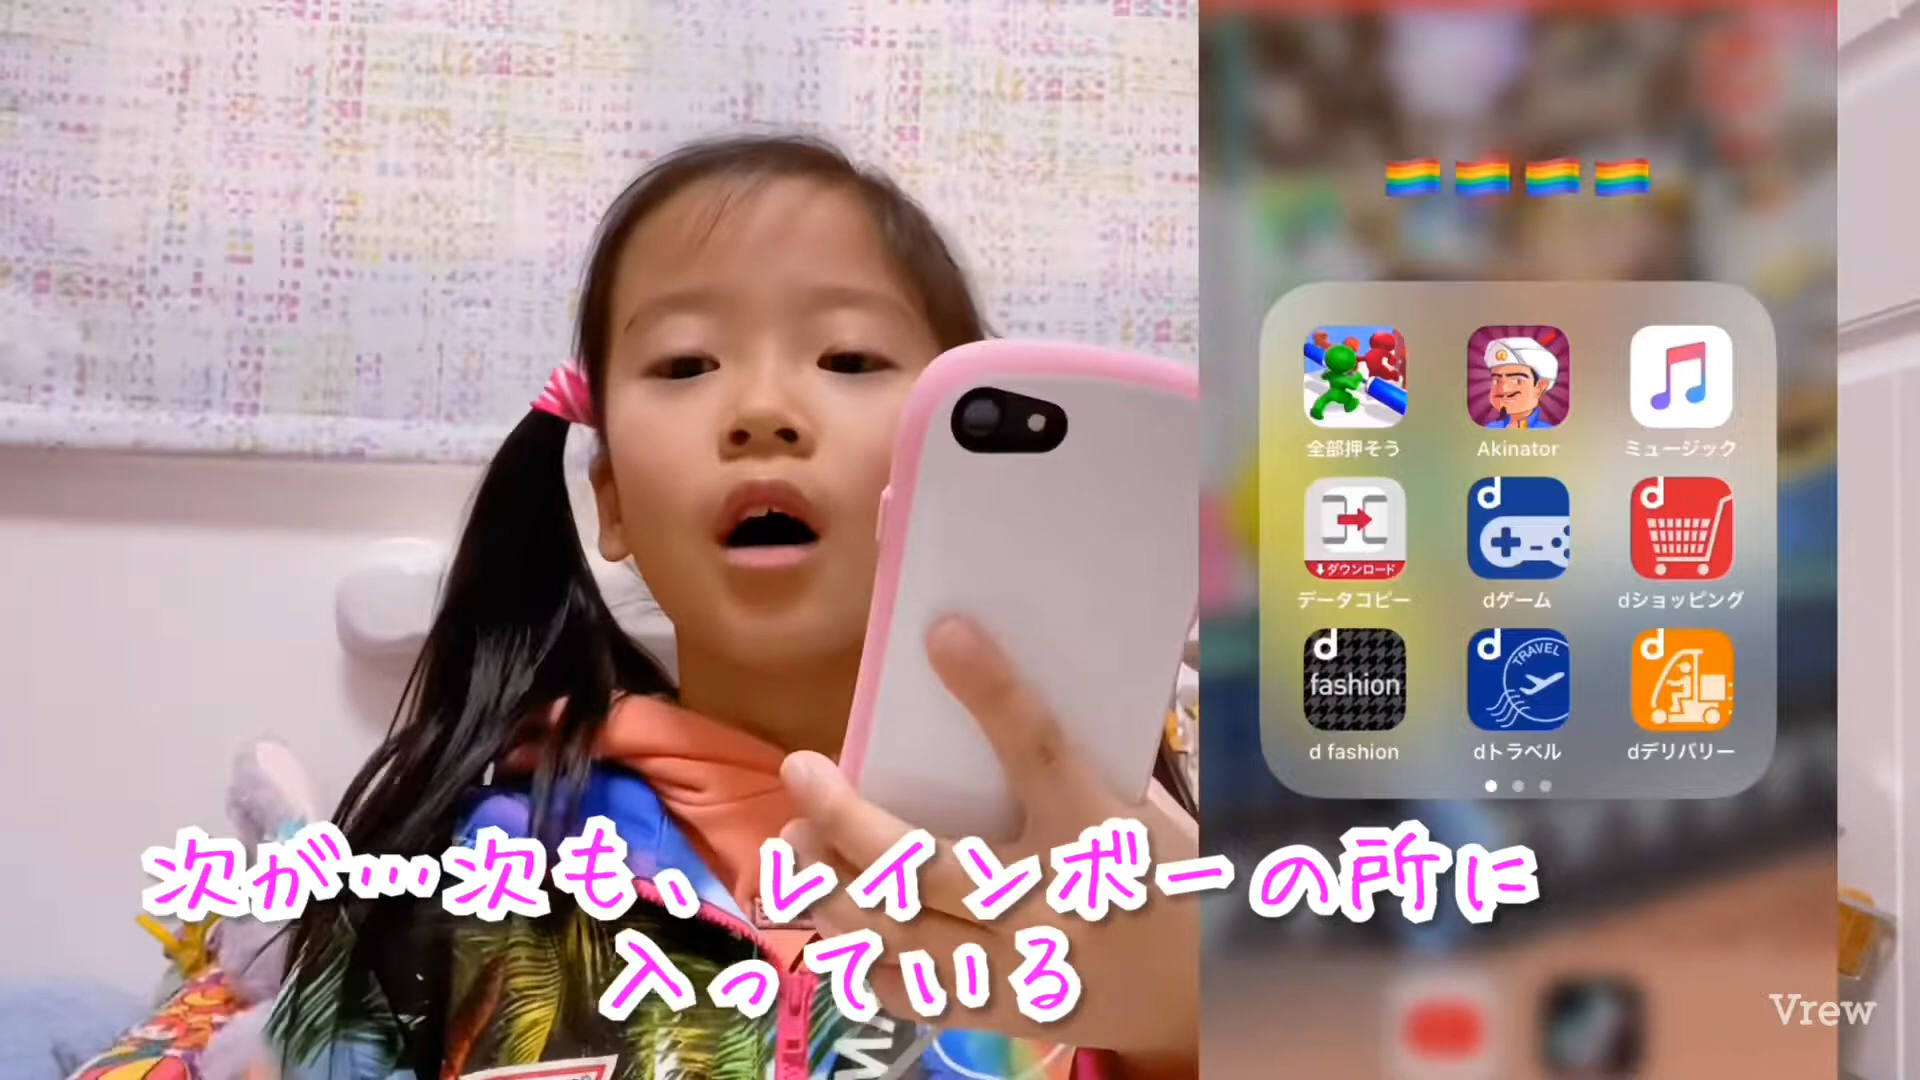 全部押そう
Akinator
ミュージック
ダウンロード
データコピー
d
dゲーム
d
dショッピング
d
fashion
d fashion
d
TRAVEL
dトラベル
d
dデリバリー
次が…次も、レインボーの所に
入っている
Vrew